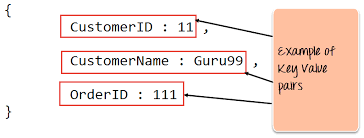 {
CustomerID : 11 ,
CustomerName : Guru99 ,
OrderID : 111
}
Example of
Key Value
pairs